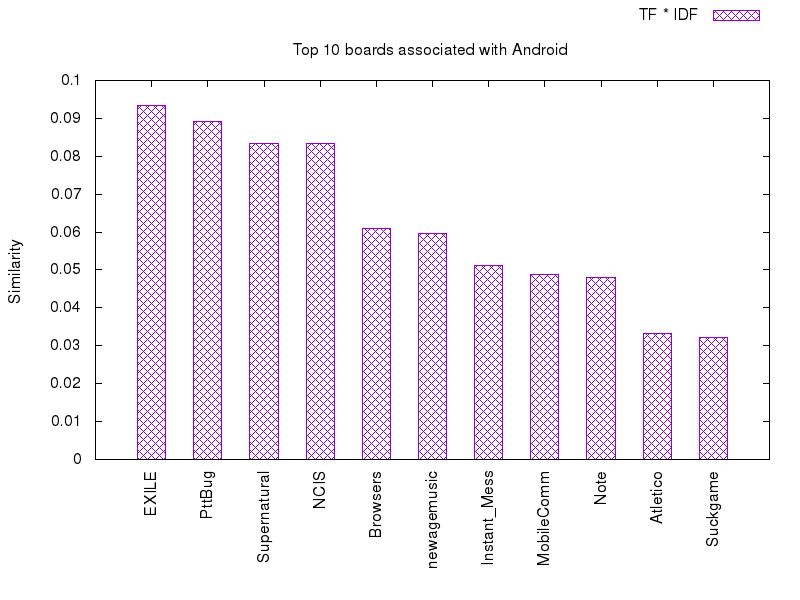 TF * IDF
Top 10 boards associated with Android
Similarity
0.1
0.09
0.08
0.07
0.06
0.05
0.04
0.03
0.02
0.01
0
EXILE
PttBug
Supernatural
NCIS
Browsers
newagemusic
Instant_Mess
MobileComm
Note
Atletico
Suckgame